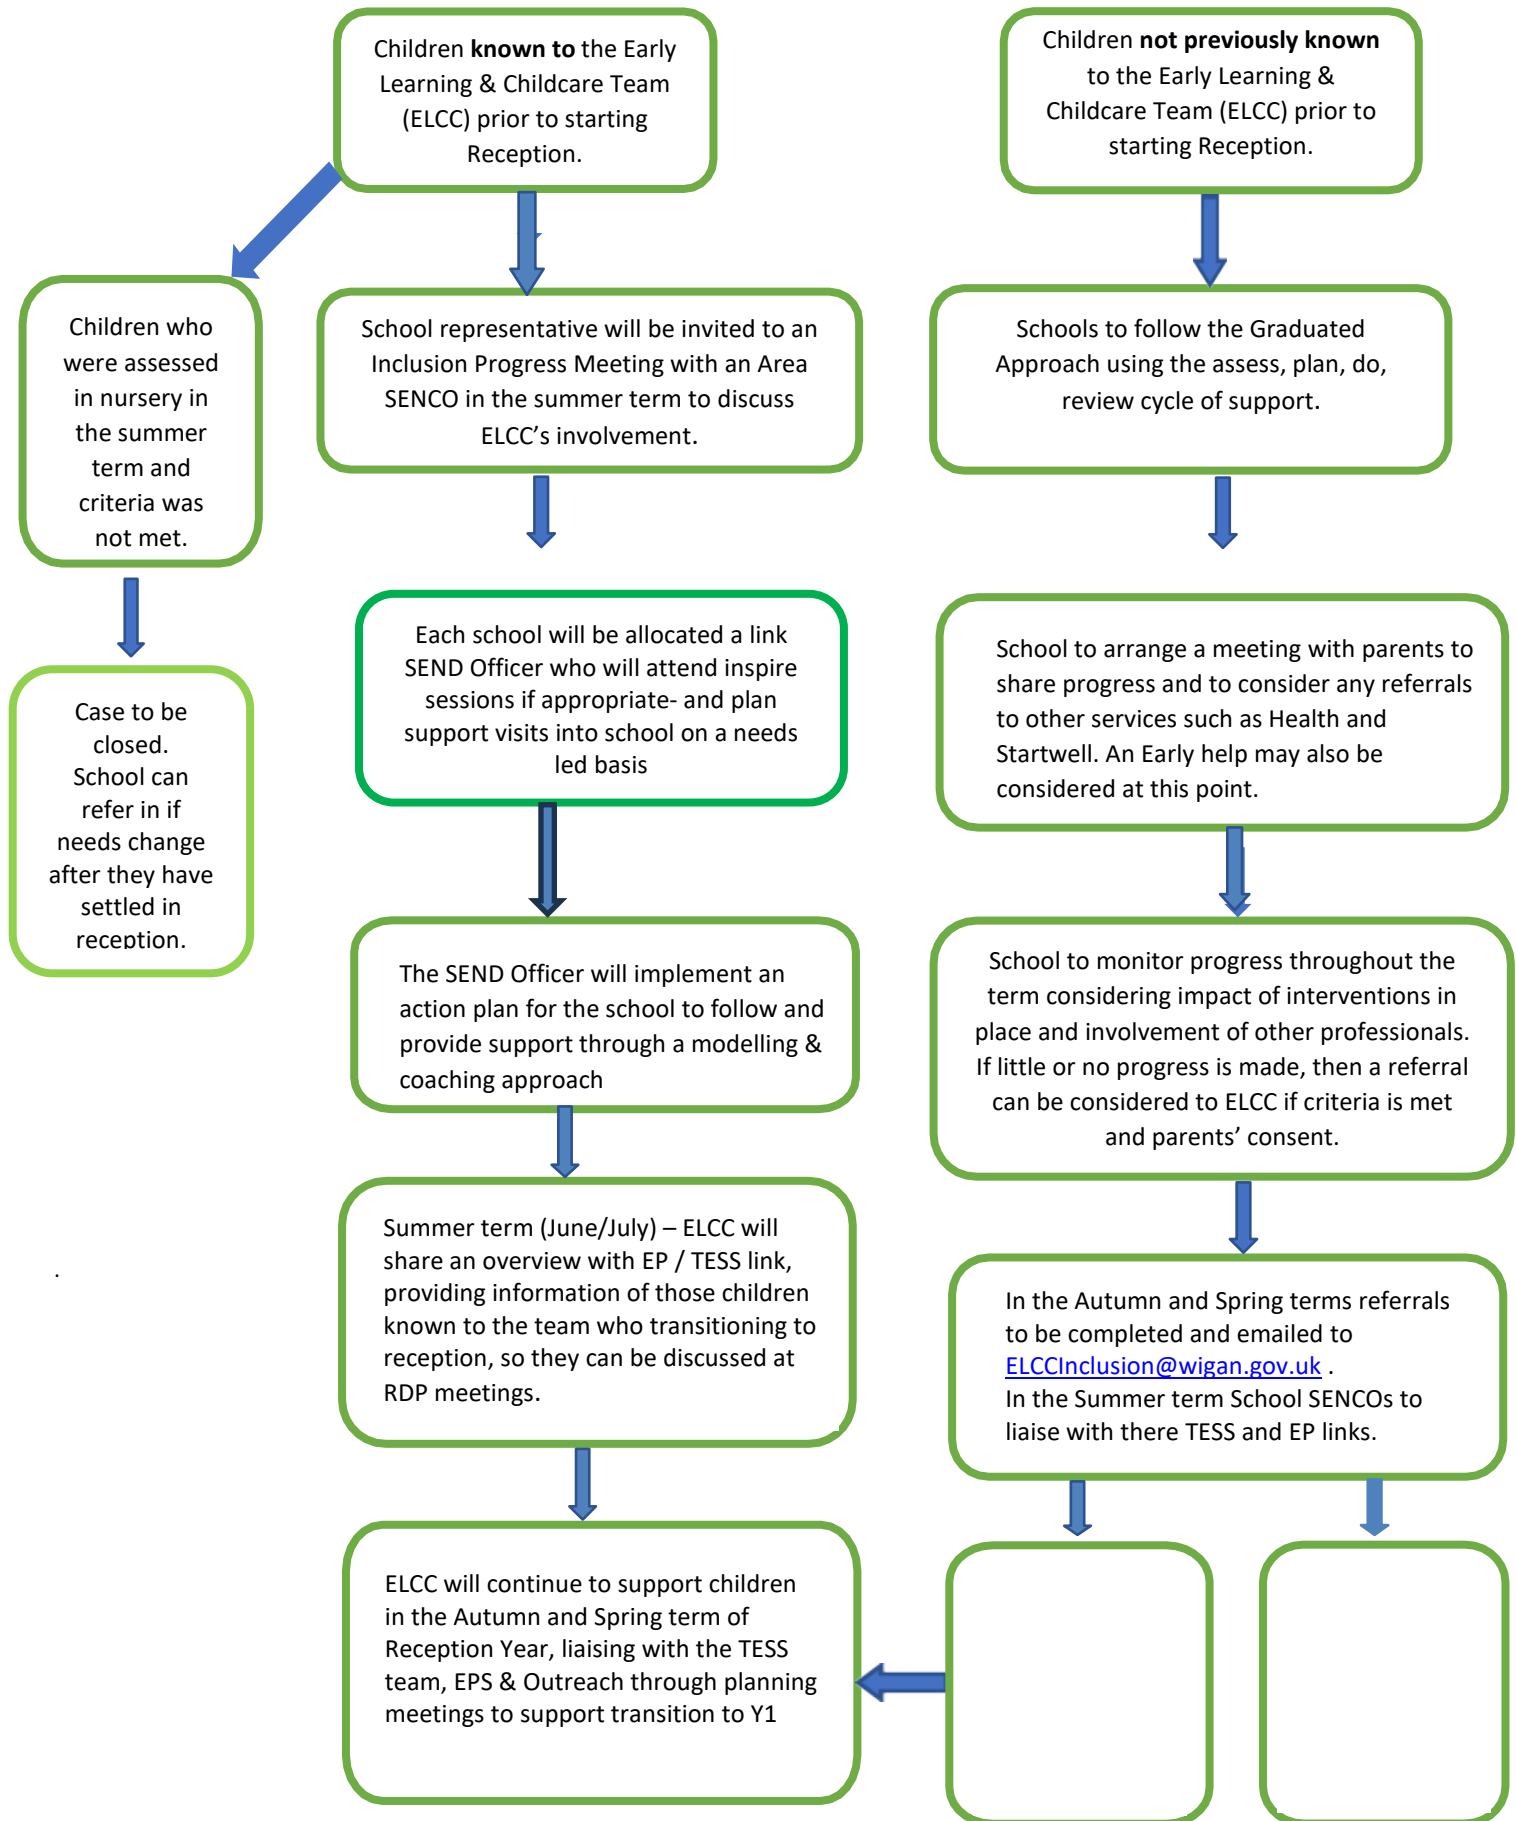 Children known to the Early
Learning & Childcare Team
(ELCC) prior to starting
Reception.
Children not previously known
to the Early Learning &
Childcare Team (ELCC) prior to
starting Reception.
Children who
were assessed
in nursery in
the summer
term and
criteria was
not met.
School representative will be invited to an
Inclusion Progress Meeting with an Area
SENCO in the summer term to discuss
ELCC’s involvement.
Schools to follow the Graduated
Approach using the assess, plan, do,
review cycle of support.
Case to be
closed.
School can
refer in if
needs change
after they have
settled in
reception.
Each school will be allocated a link
SEND Officer who will attend inspire
sessions if appropriate- and plan
support visits into school on a needs
led basis
School to arrange a meeting with parents to
share progress and to consider any referrals
to other services such as Health and
Startwell. An Early help may also be
considered at this point.
The SEND Officer will implement an
action plan for the school to follow and
provide support through a modelling &
coaching approach
School to monitor progress throughout the
term considering impact of interventions in
place and involvement of other professionals.
If little or no progress is made, then a referral
can be considered to ELCC if criteria is met
and parents’ consent.
Summer term (June/July) – ELCC will
share an overview with EP / TESS link,
providing information of those children
known to the team who transitioning to
reception, so they can be discussed at
RDP meetings.
.
In the Autumn and Spring terms referrals
to be completed and emailed to
ELCCInclusion@wigan.gov.uk .
In the Summer term School SENCOs to
liaise with there TESS and EP links.
ELCC will continue to support children
in the Autumn and Spring term of
Reception Year, liaising with the TESS
team, EPS & Outreach through planning
meetings to support transition to Y1